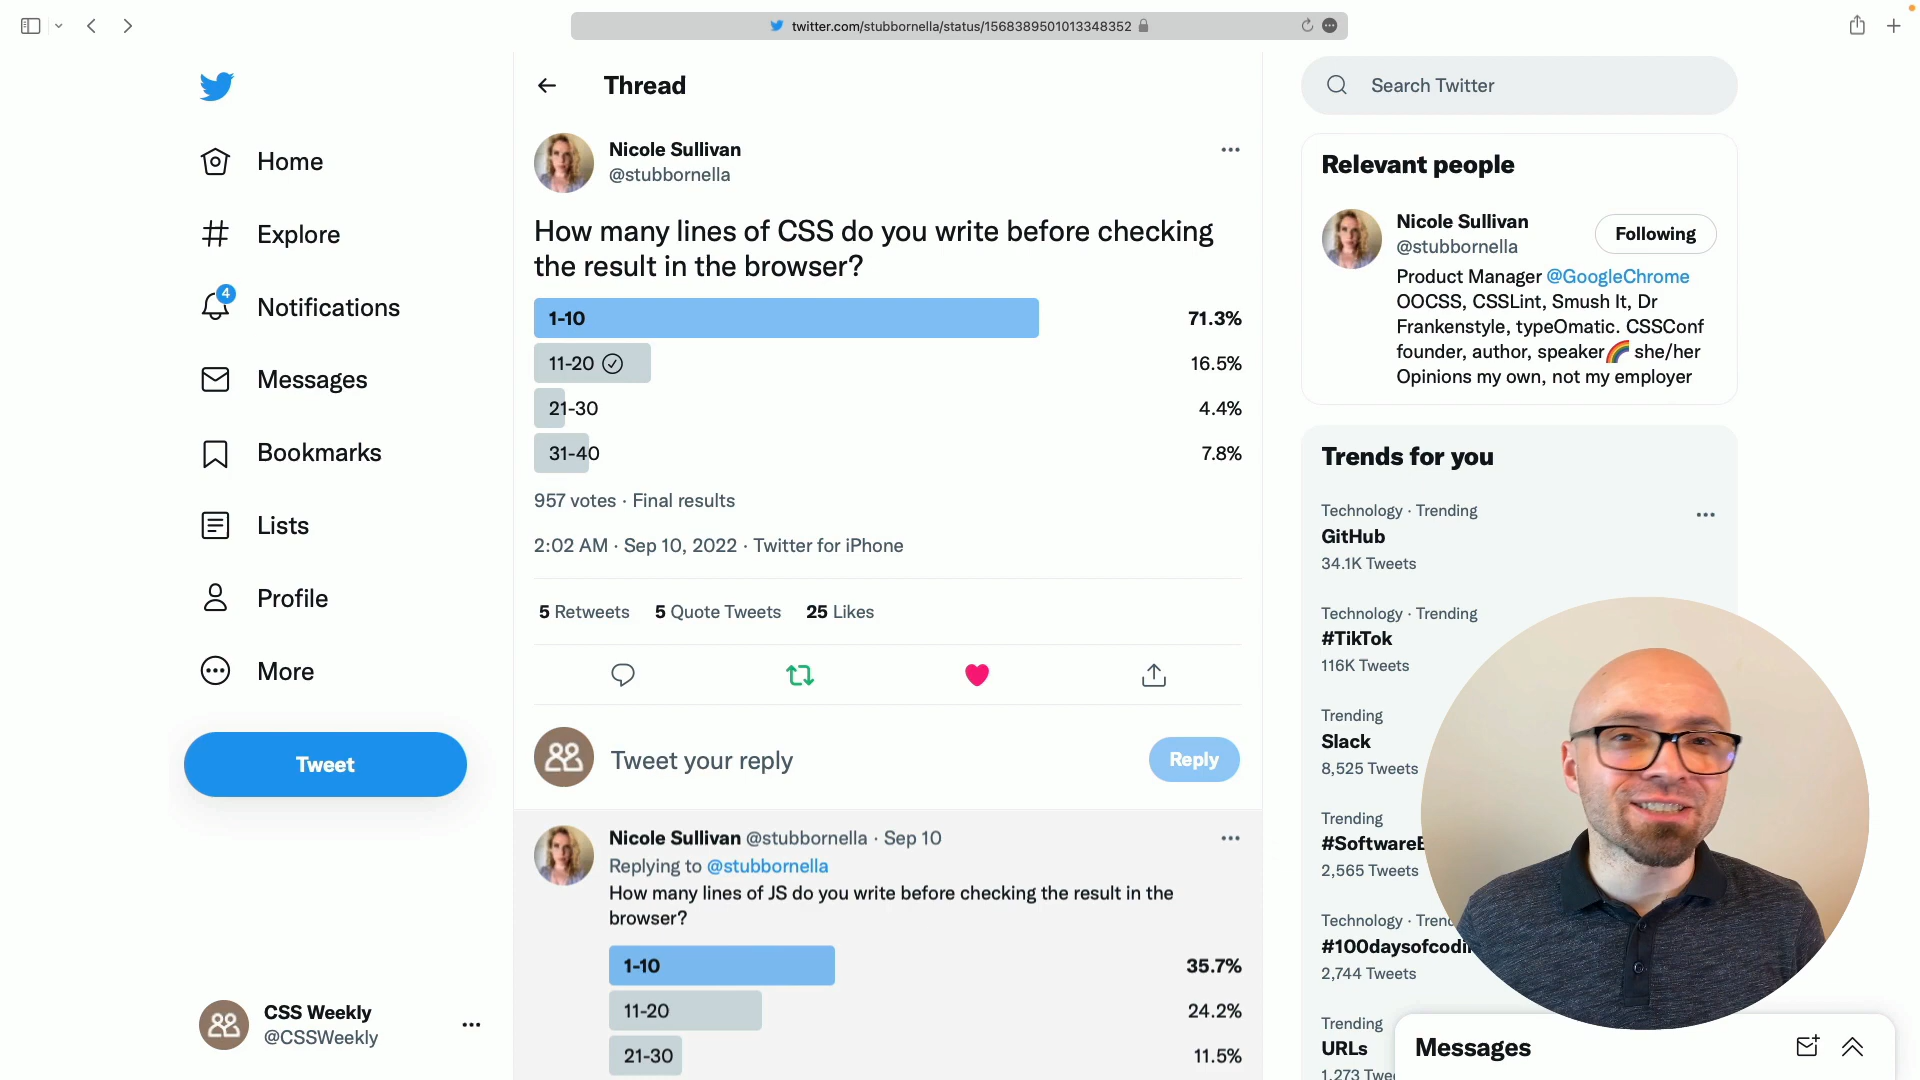 twitter.com/stubbornella/status/1568389501013348352
Home
Explore
4
Notifications
Messages
Bookmarks
Lists
Profile
More
Tweet
CSS Weekly
@CSSWeekly
Thread
Nicole Sullivan
@stubbornella
How many lines of CSS do you write before checking
the result in the browser?
1-10 71.3%
11-20 16.5%
21-30 4.4%
31-40 7.8%
957 votes · Final results
2:02 AM · Sep 10, 2022 · Twitter for iPhone
5 Retweets 5 Quote Tweets 25 Likes
Tweet your reply
Reply
Nicole Sullivan @stubbornella · Sep 10
Replying to @stubbornella
How many lines of JS do you write before checking the result in the
browser?
1-10 35.7%
11-20 24.2%
21-30 11.5%
Search Twitter
Relevant people
Nicole Sullivan
@stubbornella
Following
Product Manager @GoogleChrome
OOCSS, CSSLint, Smush It, Dr
Frankenstyle, typeOmatic. CSSConf
founder, author, speaker🌈 she/her
Opinions my own, not my employer
Trends for you
Technology · Trending
GitHub
34.1K Tweets
Technology · Trending
#TikTok
116K Tweets
Trending
Slack
8,525 Tweets
Trending
2,565 Tweets
Technology ·
2,744 Tweets
Trending
URLs
1,273
Messages